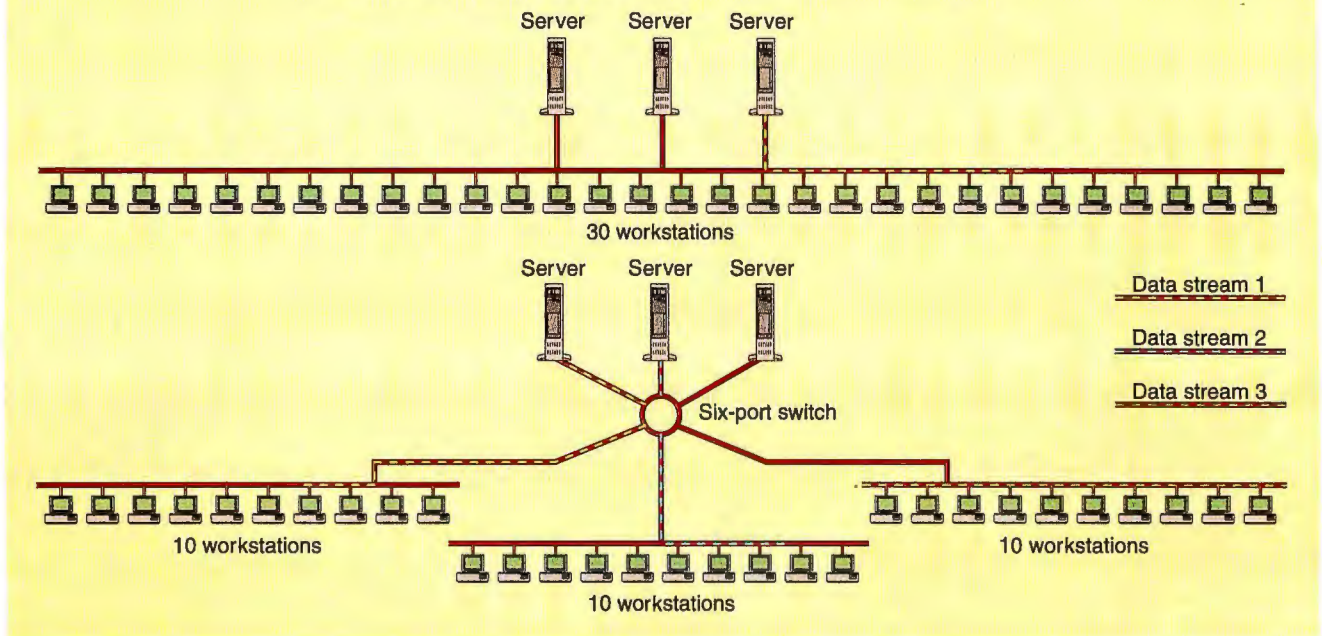 Server Server Server
30 workstations
Server Server Server
Data stream 1
Data stream 2
Data stream 3
Six-port switch
10 workstations
10 workstations
10 workstations